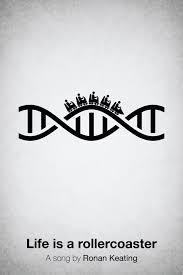 Life is a rollercoaster
A song by Ronan Keating